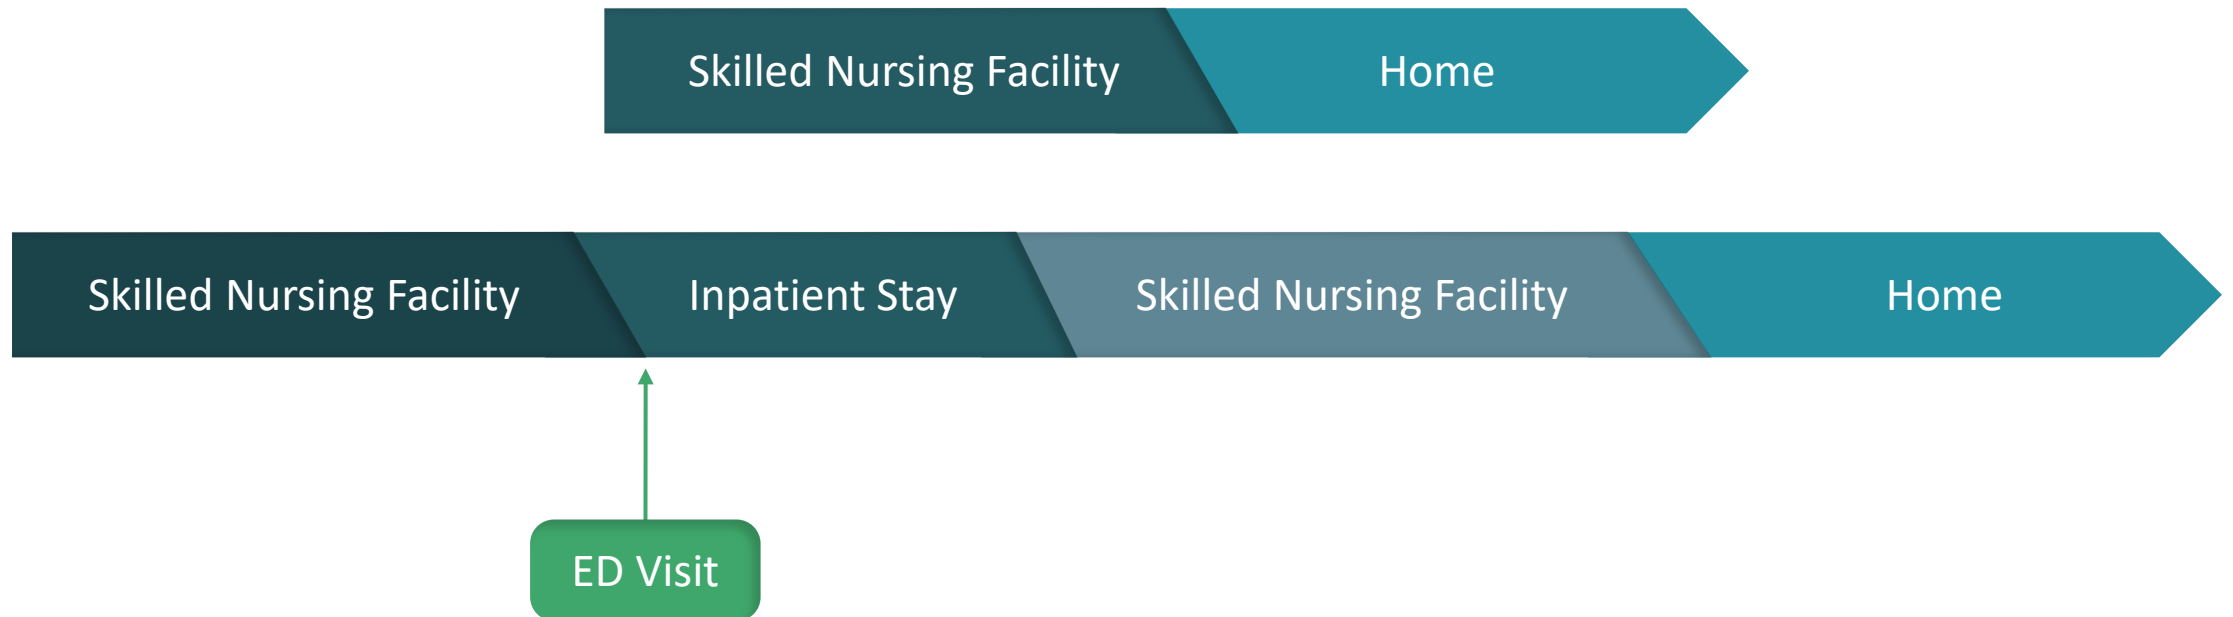 Skilled Nursing Facility Home
Skilled Nursing Facility Inpatient Stay Skilled Nursing Facility Home
ED Visit